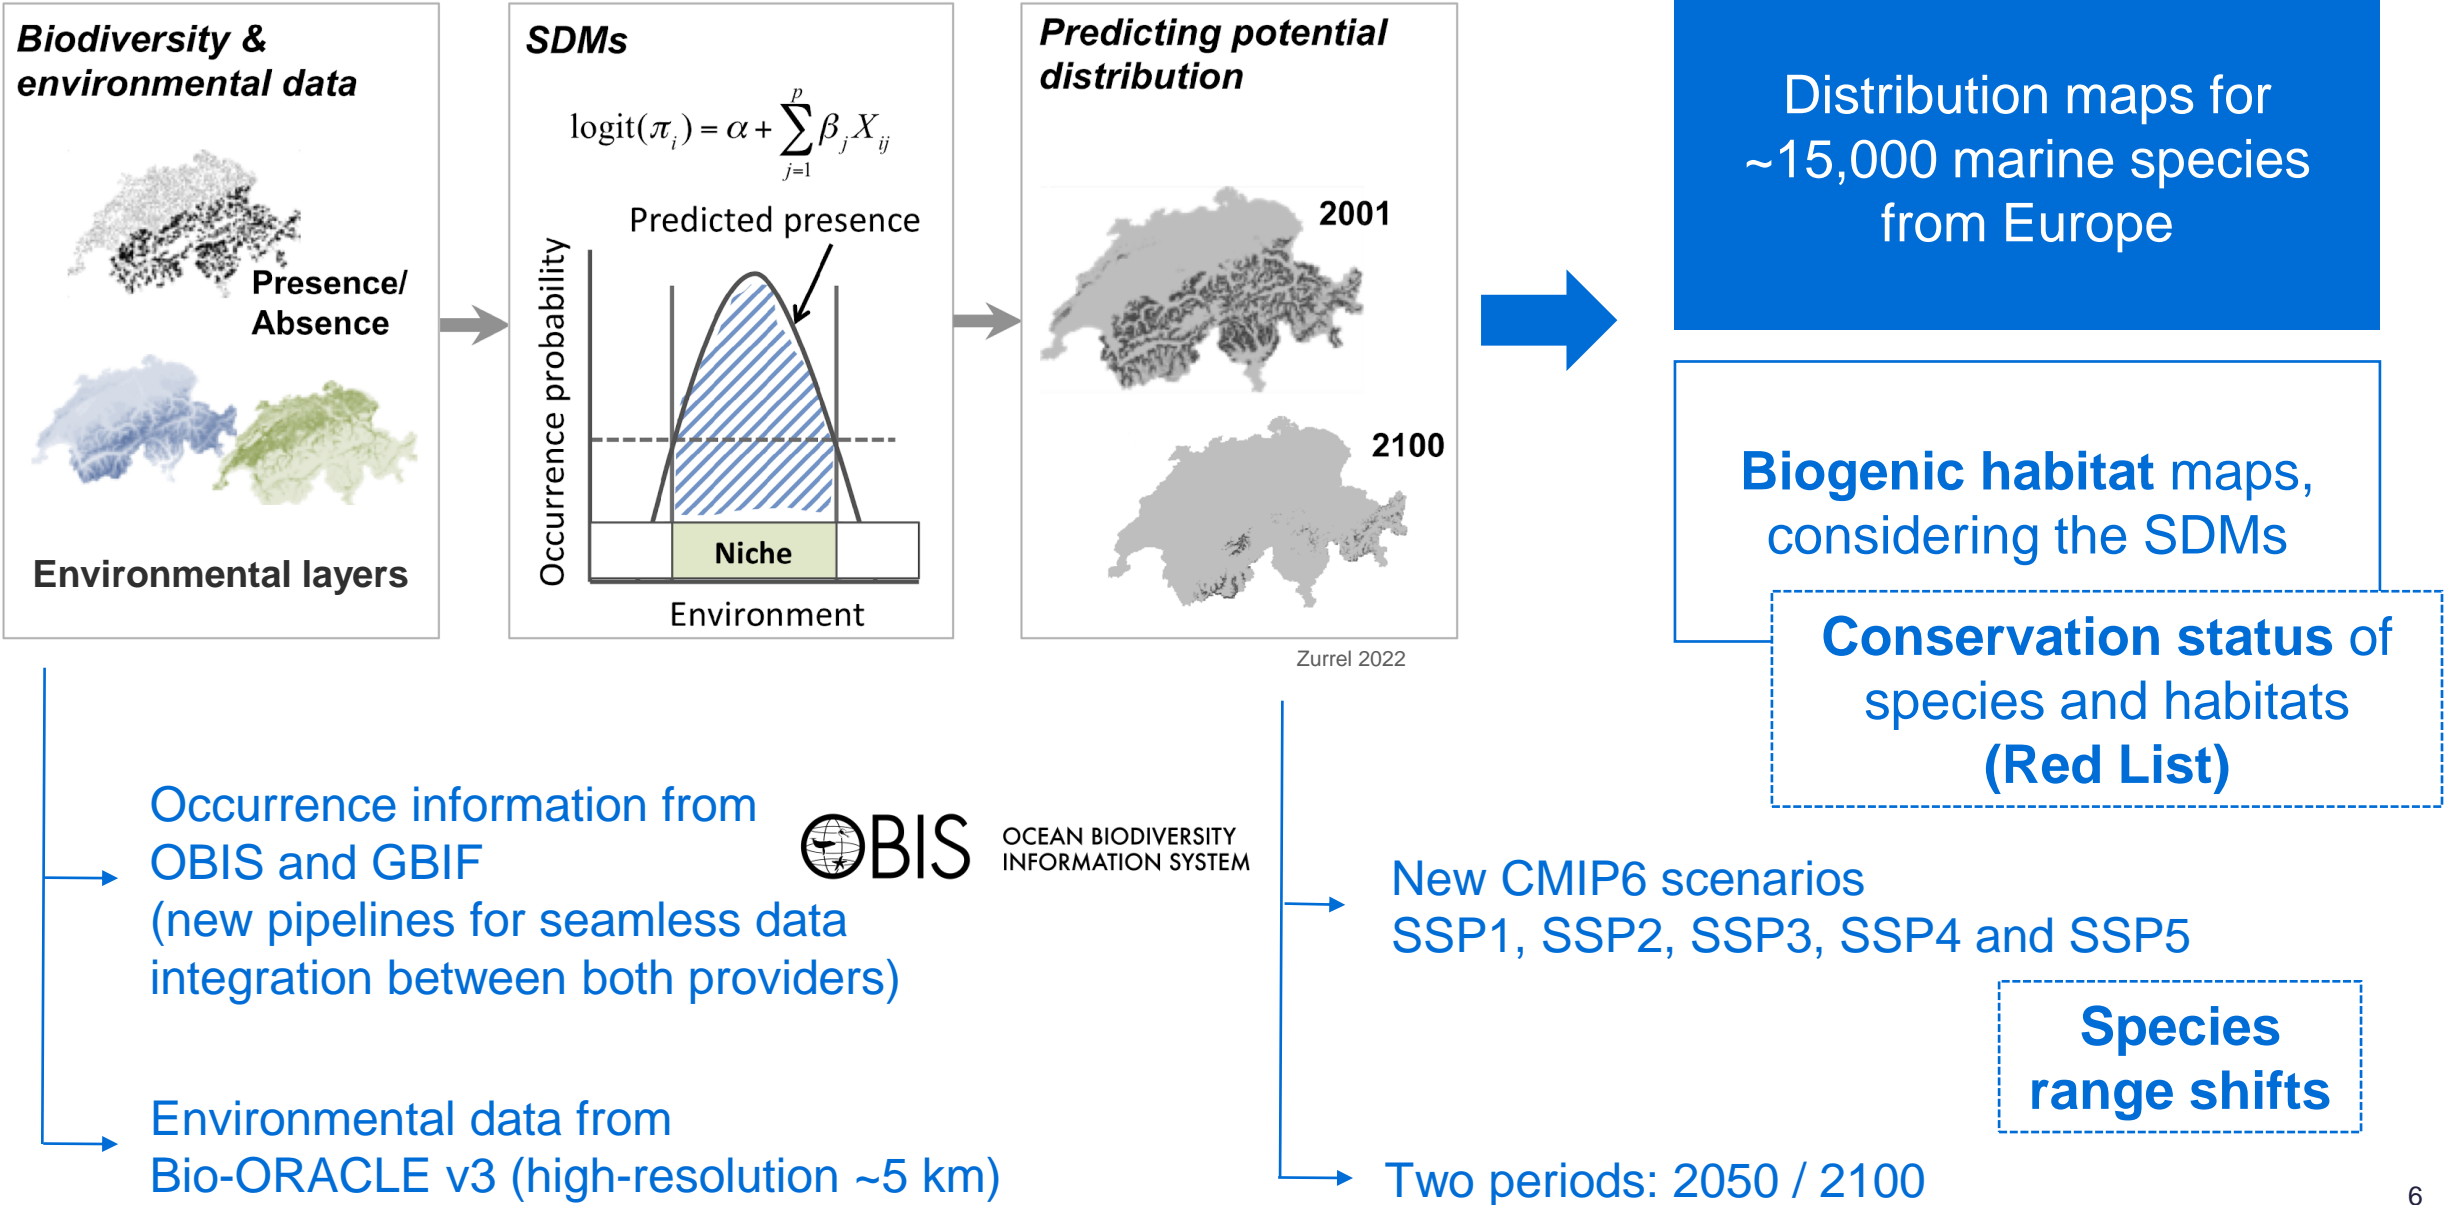 Biodiversity &
environmental data
Presence/
Absence
Environmental layers
SDMs
logit(π_i) = α + ∑_{j=1}^{p} β_j X_{ij}
Predicted presence
Occurrence probability
Niche
Environment
Predicting potential
distribution
2001
2100
Zurrel 2022
Distribution maps for
~15,000 marine species
from Europe
Biogenic habitat maps,
considering the SDMs
Conservation status of
species and habitats
(Red List)
Occurrence information from
OBIS and GBIF
(new pipelines for seamless data
integration between both providers)
OBIS
OCEAN BIODIVERSITY
INFORMATION SYSTEM
Environmental data from
Bio-ORACLE v3 (high-resolution ~5 km)
New CMIP6 scenarios
SSP1, SSP2, SSP3, SSP4 and SSP5
Species
range shifts
Two periods: 2050 / 2100
6